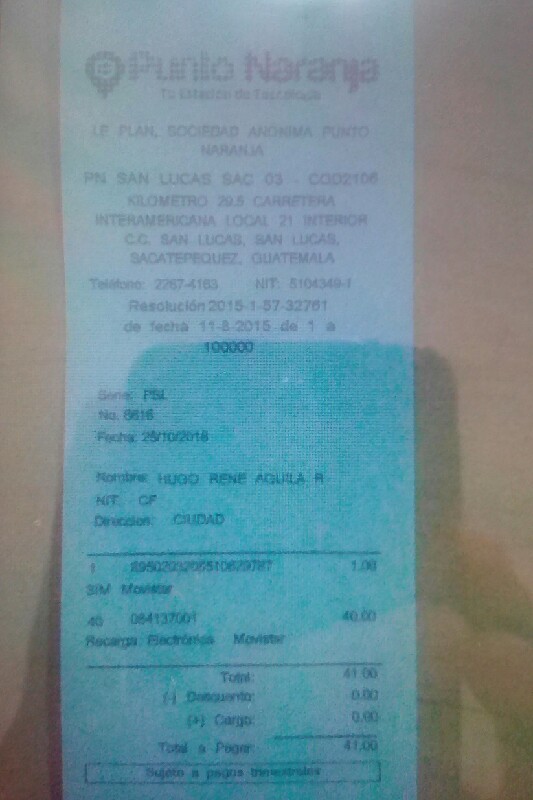 Punto Naranja
Tu Estación de Tecnología
LE PLAN, SOCIEDAD ANONIMA PUNTO
NARANJA
PN SAN LUCAS SAC 03 - COD2106
KILOMETRO 29.5 CARRETERA
INTERAMERICANA LOCAL 21 INTERIOR
C.C. SAN LUCAS, SAN LUCAS,
SACATEPEQUEZ, GUATEMALA
Teléfono: 2267-4163 NIT: 5104349-1
Resolución 2015-1-57-32761
de fecha 11-8-2015 de 1 a
100000
Serie: PSL
No. 6616
Fecha: 25/10/2016
Nombre: HUGO RENE AGUILA R
NIT: CF
Direccion: CIUDAD
1 8950203206510629787 1.00
SIM Movistar
40 084137001 40.00
Recarga Electrónica Movistar
Total: 41.00
(-) Descuento: 0.00
(+) Cargo: 0.00
Total a Pagar: 41.00
Sujeto a pagos trimestrales